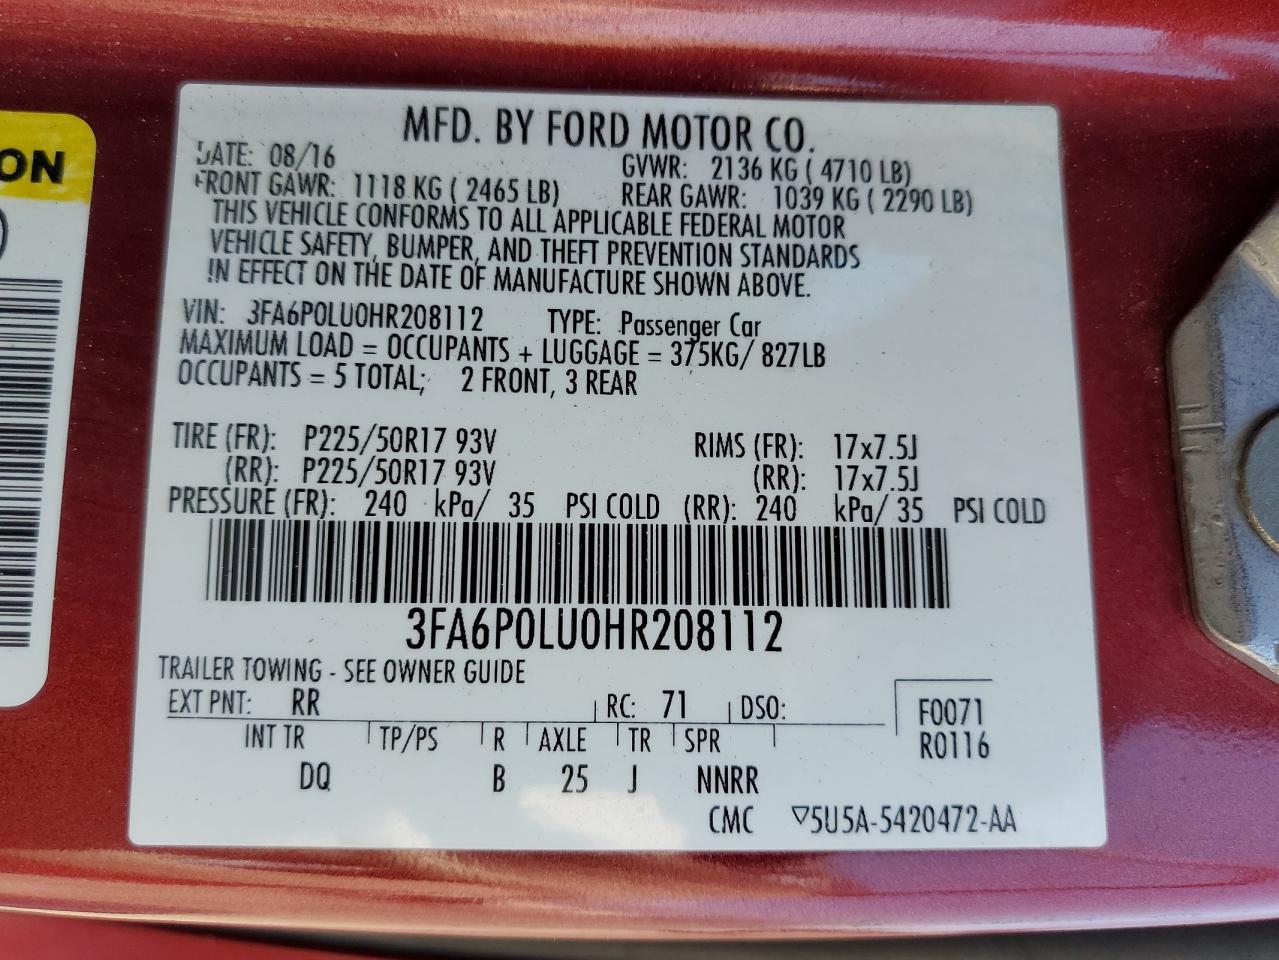 MFD. BY FORD MOTOR CO.
DATE: 08/16 GVWR: 2136 KG ( 4710 LB)
FRONT GAWR: 1118 KG ( 2465 LB) REAR GAWR: 1039 KG ( 2290 LB)
THIS VEHICLE CONFORMS TO ALL APPLICABLE FEDERAL MOTOR
VEHICLE SAFETY, BUMPER, AND THEFT PREVENTION STANDARDS
IN EFFECT ON THE DATE OF MANUFACTURE SHOWN ABOVE.
VIN: 3FA6P0LU0HR208112 TYPE: Passenger Car
MAXIMUM LOAD = OCCUPANTS + LUGGAGE = 375KG/ 827LB
OCCUPANTS = 5 TOTAL; 2 FRONT, 3 REAR
TIRE (FR): P225/50R17 93V RIMS (FR): 17x7.5J
(RR): P225/50R17 93V (RR): 17x7.5J
PRESSURE (FR): 240 kPa/ 35 PSI COLD (RR): 240 kPa/ 35 PSI COLD
3FA6P0LU0HR208112
TRAILER TOWING - SEE OWNER GUIDE
EXT PNT: RR RC: 71 DSO: F0071
INT TR TP/PS R AXLE TR SPR R0116
DQ B 25 J NNRR
CMC ▽5U5A-5420472-AA
ON